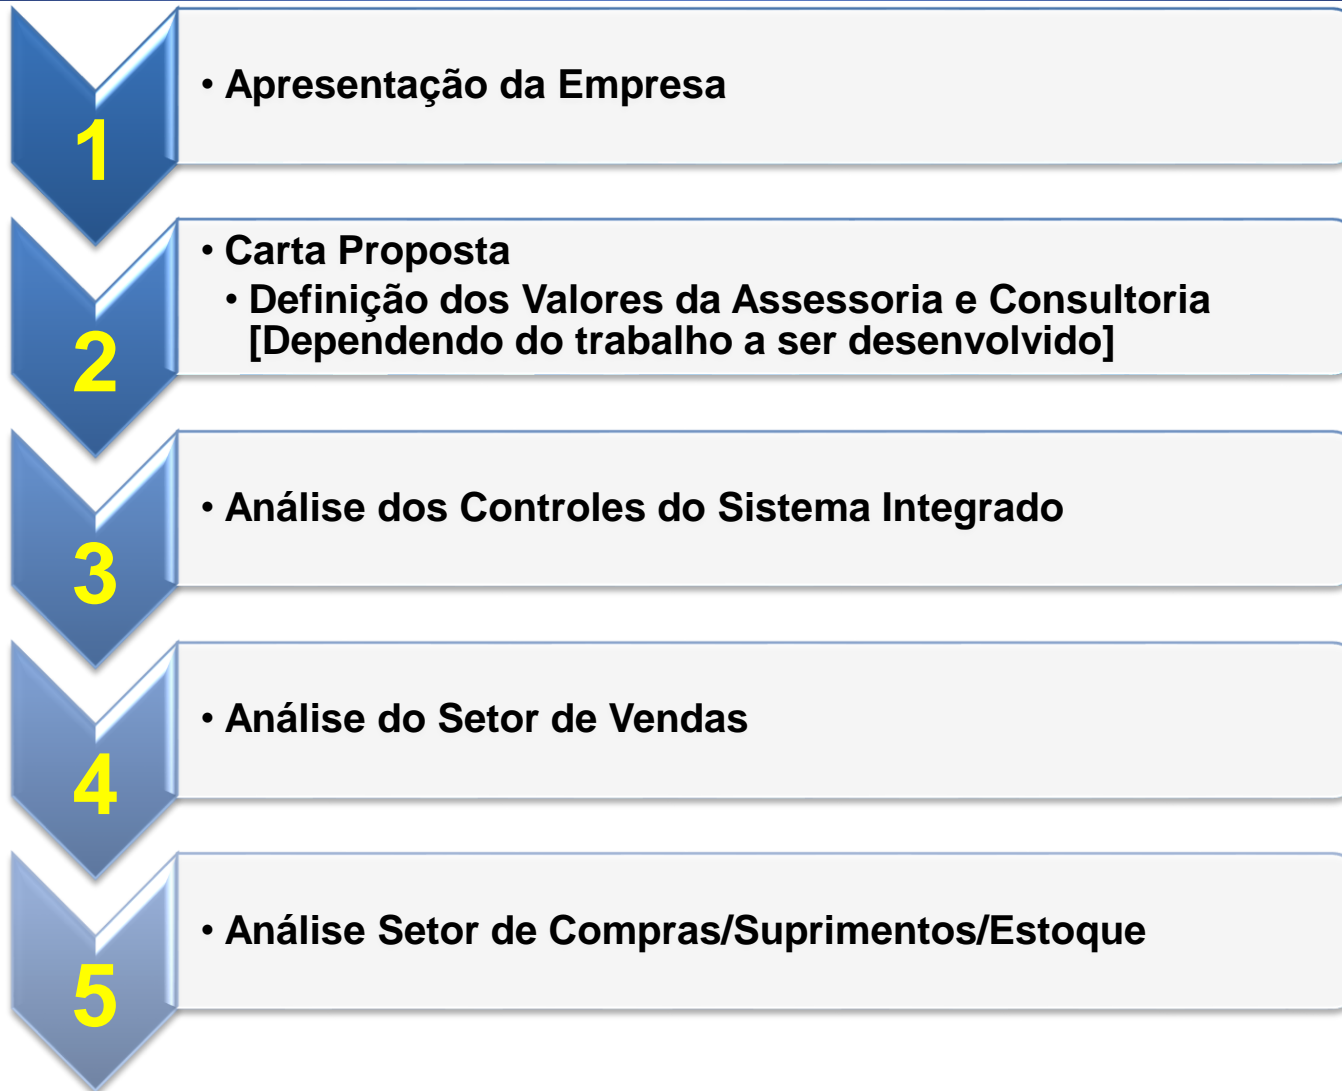 1
• Apresentação da Empresa
2
• Carta Proposta
• Definição dos Valores da Assessoria e Consultoria
[Dependendo do trabalho a ser desenvolvido]
3
• Análise dos Controles do Sistema Integrado
4
• Análise do Setor de Vendas
5
• Análise Setor de Compras/Suprimentos/Estoque